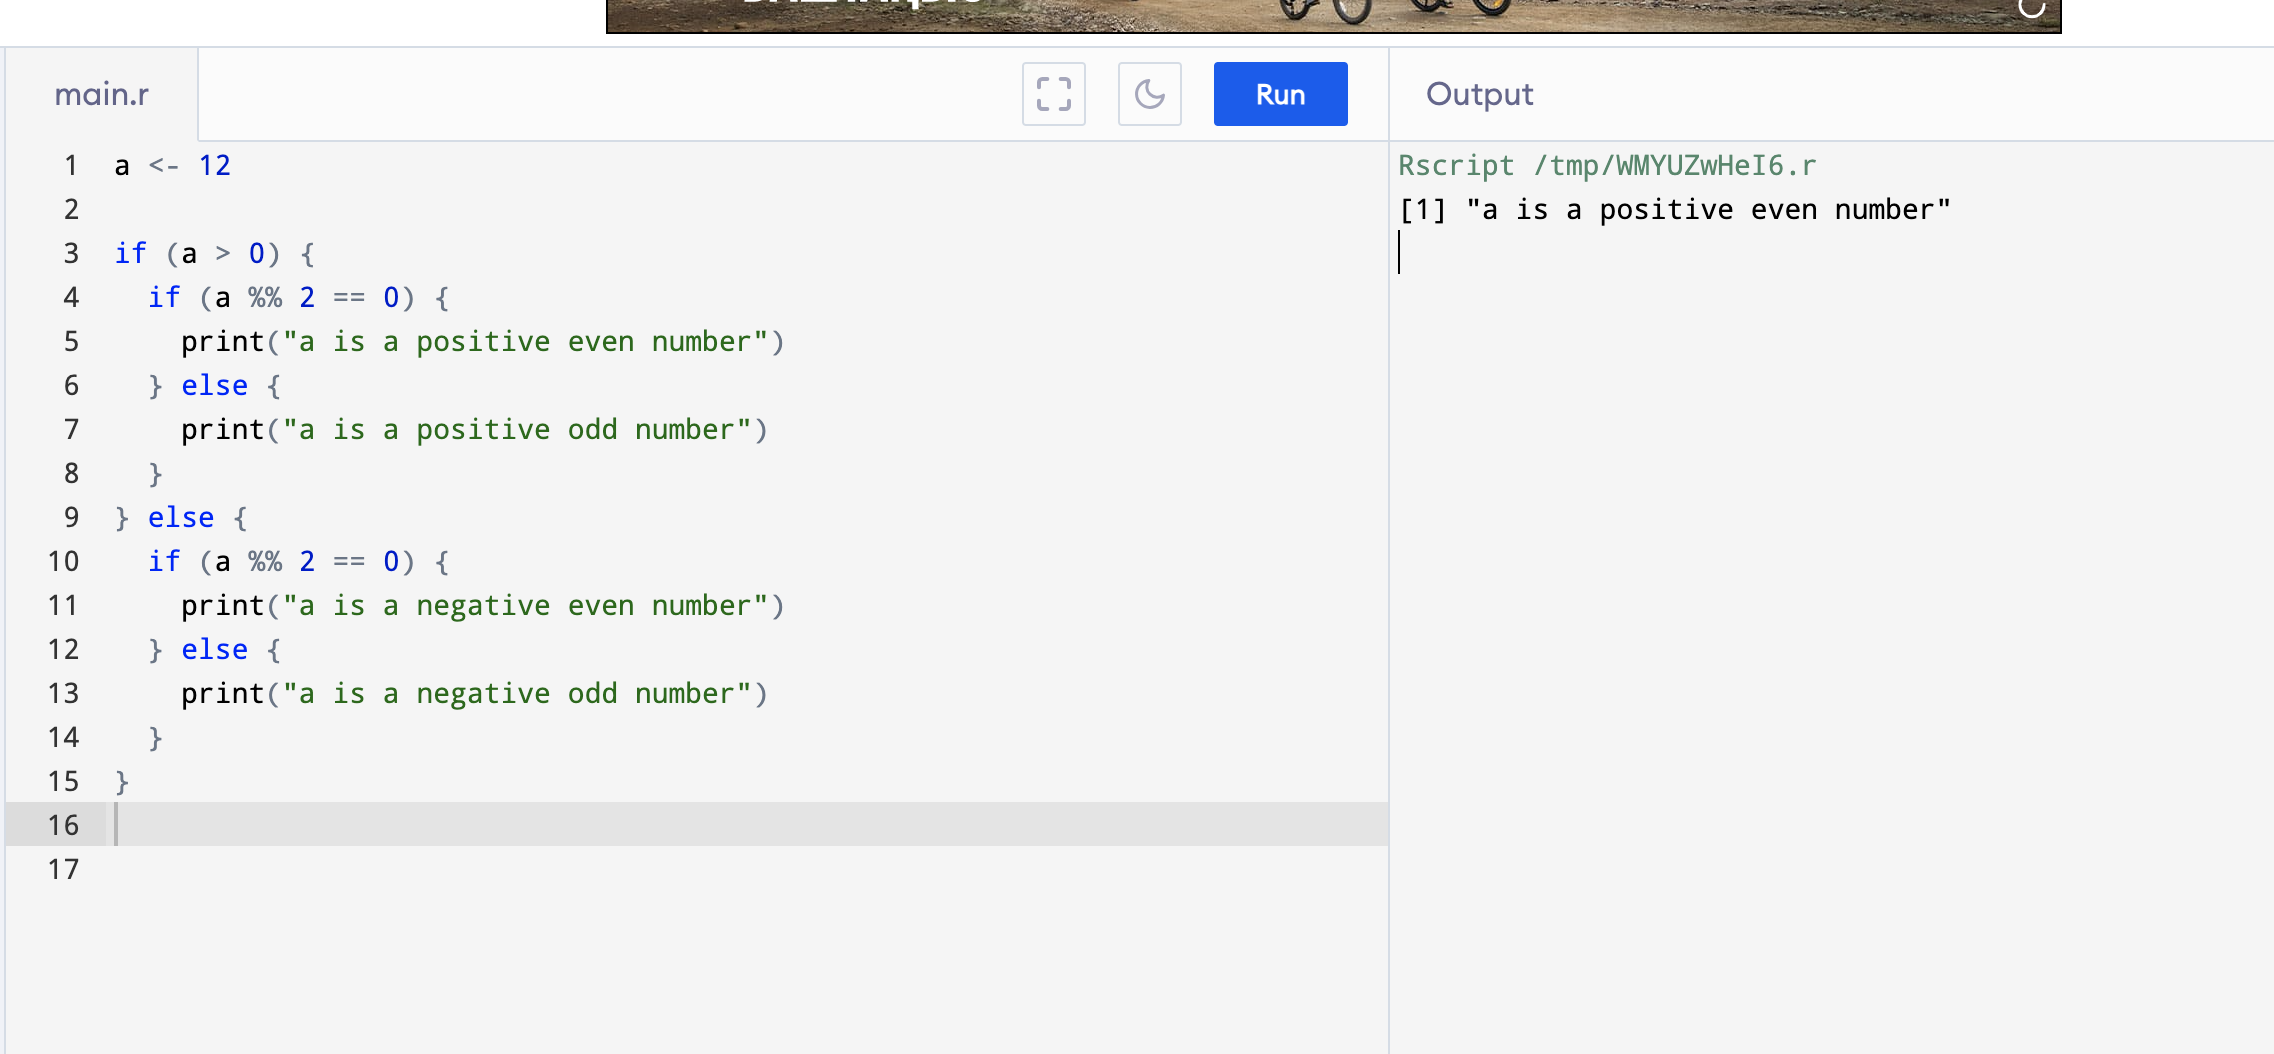 main.r
Run
Output
1 a <- 12
2
3 if (a > 0) {
4   if (a %% 2 == 0) {
5     print("a is a positive even number")
6   } else {
7     print("a is a positive odd number")
8   }
9 } else {
10   if (a %% 2 == 0) {
11     print("a is a negative even number")
12   } else {
13     print("a is a negative odd number")
14   }
15 }
16
17
Rscript /tmp/WMYUZwHeI6.r
[1] "a is a positive even number"